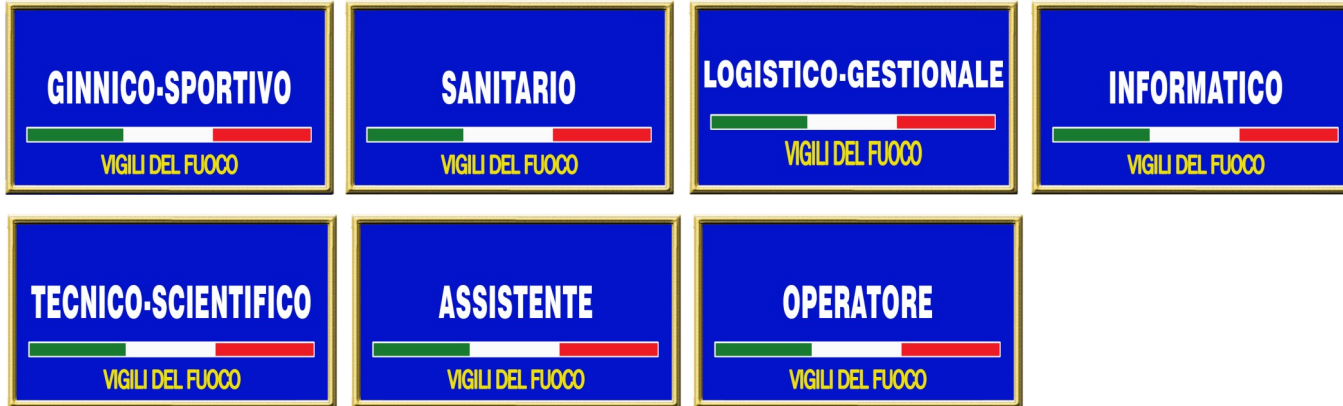 GINNICO-SPORTIVO
VIGILI DEL FUOCO
SANITARIO
VIGILI DEL FUOCO
LOGISTICO-GESTIONALE
VIGILI DEL FUOCO
INFORMATICO
VIGILI DEL FUOCO
TECNICO-SCIENTIFICO
VIGILI DEL FUOCO
ASSISTENTE
VIGILI DEL FUOCO
OPERATORE
VIGILI DEL FUOCO